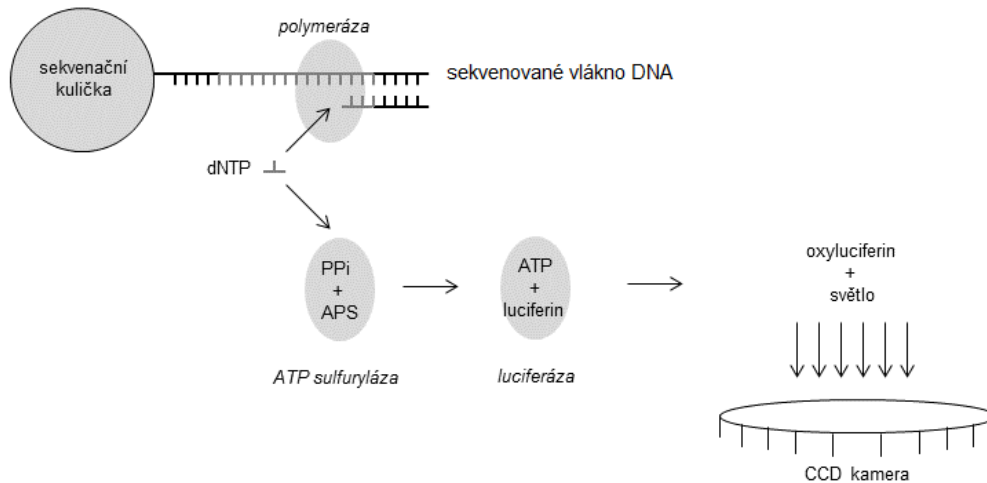 polymeráza
sekvenační
kulička
sekvenované vlákno DNA
dNTP
PPi
+
APS
ATP
+
luciferin
oxyluciferin
+
světlo
ATP sulfuryláza
luciferáza
CCD kamera